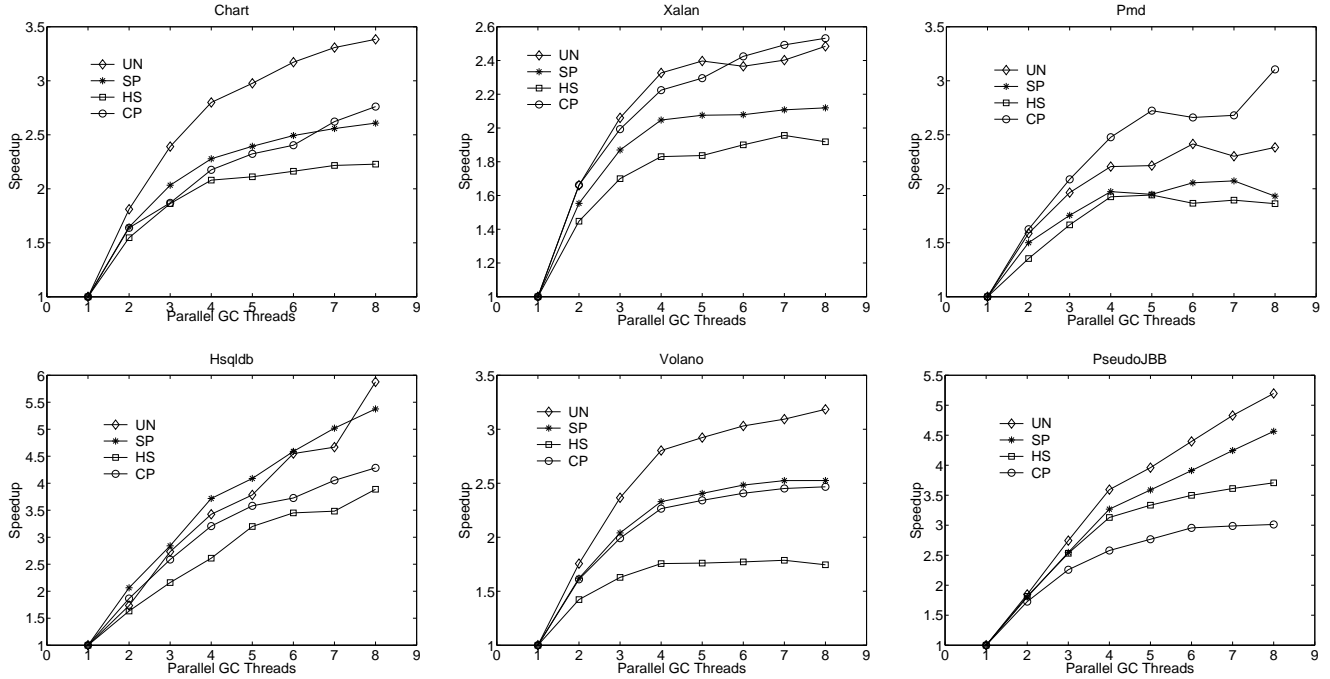 Chart
3.5
3
2.5
2
1.5
1
Speedup
UN
SP
HS
CP
0 1 2 3 4 5 6 7 8 9
Parallel GC Threads
Xalan
2.6
2.4
2.2
2
1.8
1.6
1.4
1.2
1
Speedup
UN
SP
HS
CP
0 1 2 3 4 5 6 7 8 9
Parallel GC Threads
Pmd
3.5
3
2.5
2
1.5
1
Speedup
UN
SP
HS
CP
0 1 2 3 4 5 6 7 8 9
Parallel GC Threads
Hsqldb
6
5.5
5
4.5
4
3.5
3
2.5
2
1.5
1
Speedup
UN
SP
HS
CP
0 1 2 3 4 5 6 7 8 9
Parallel GC Threads
Volano
3.5
3
2.5
2
1.5
1
Speedup
UN
SP
HS
CP
0 1 2 3 4 5 6 7 8 9
Parallel GC Threads
PseudoJBB
5.5
5
4.5
4
3.5
3
2.5
2
1.5
1
Speedup
UN
SP
HS
CP
0 1 2 3 4 5 6 7 8 9
Parallel GC Threads